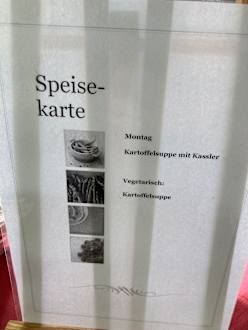 Speise-
karte
Montag
Kartoffelsuppe mit Kassler
Vegetarisch:
Kartoffelsuppe